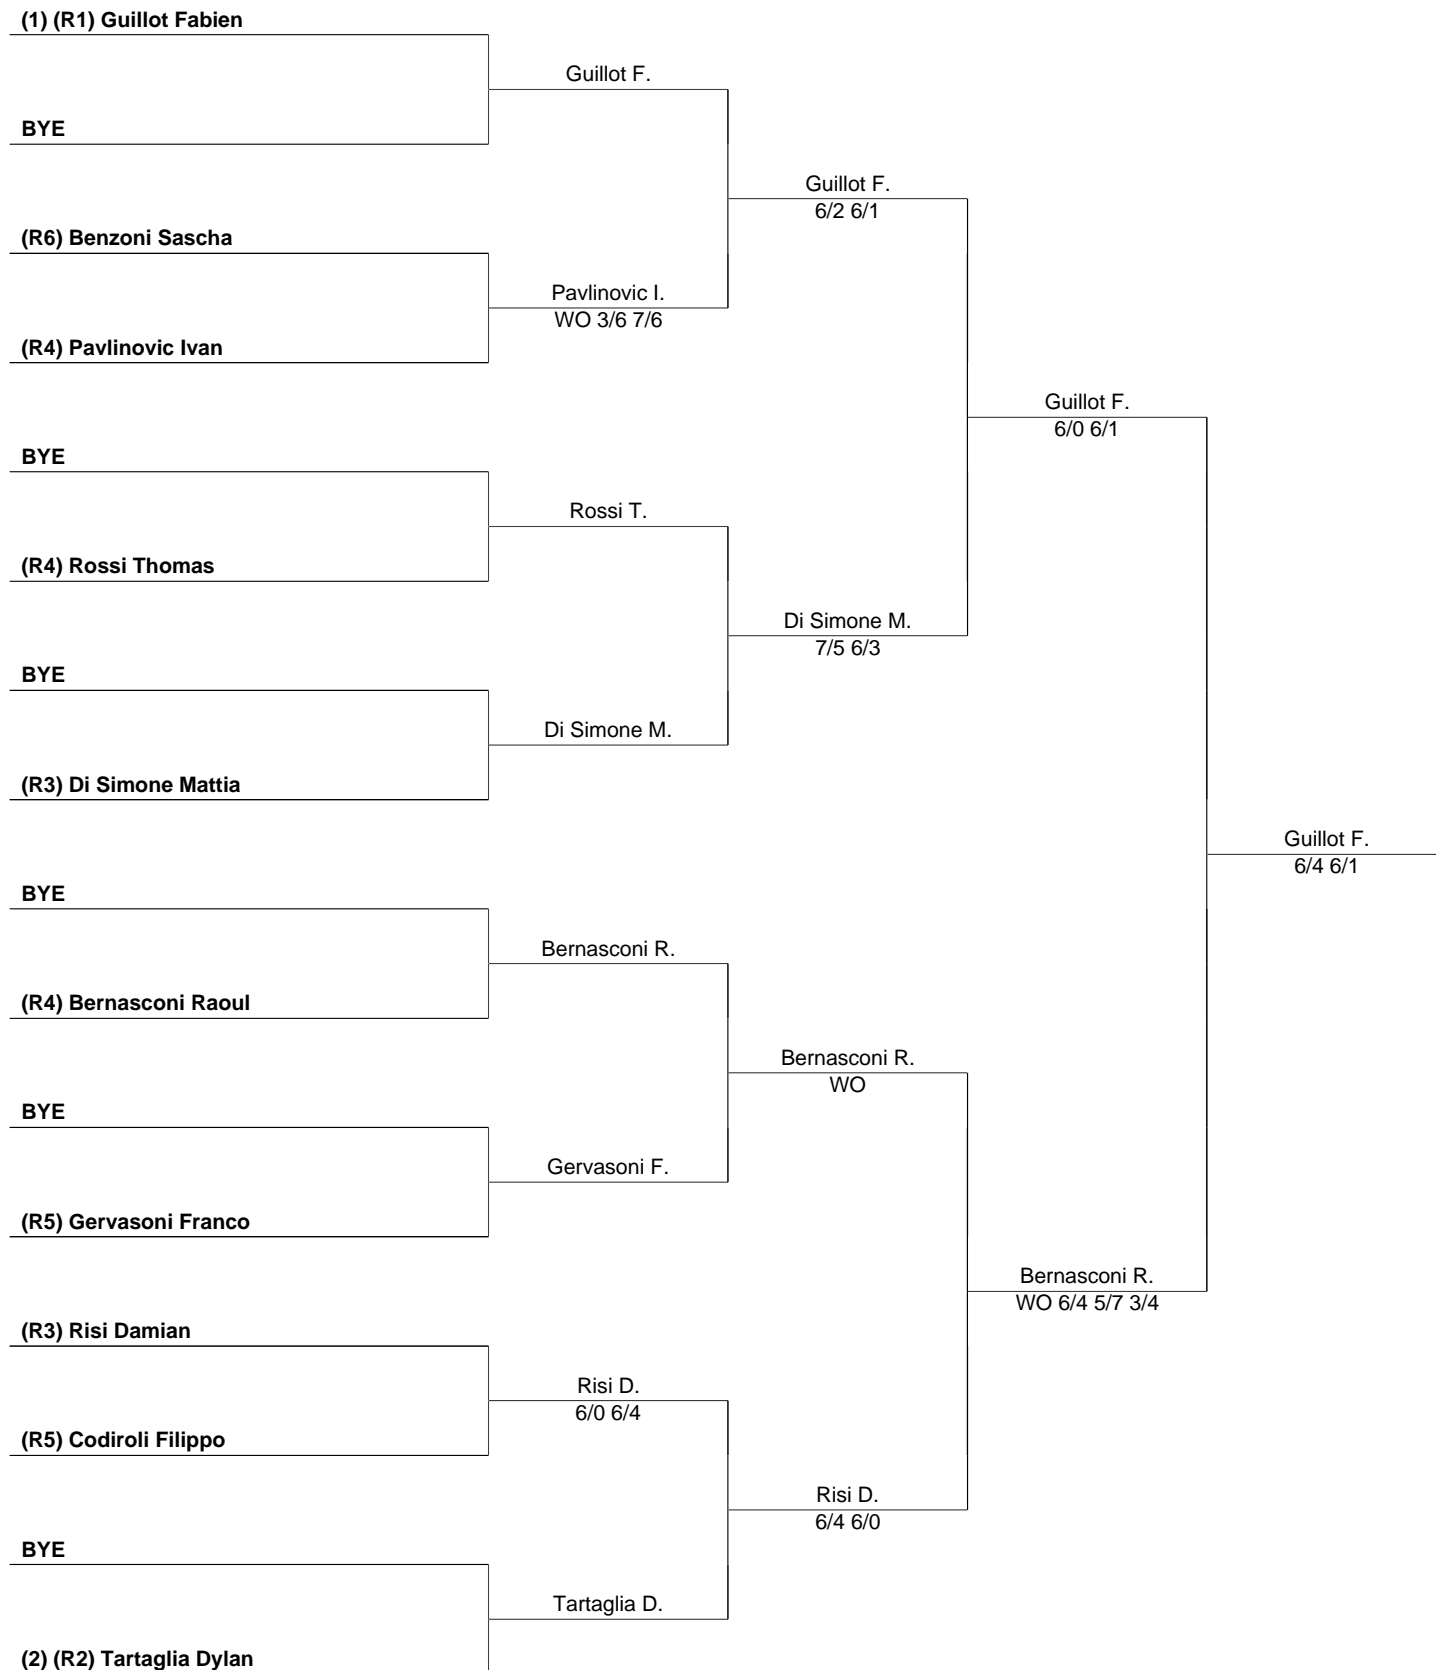 (1) (R1) Guillot Fabien
Guillot F.
BYE
Guillot F.
6/2 6/1
(R6) Benzoni Sascha
Pavlinovic I.
WO 3/6 7/6
(R4) Pavlinovic Ivan
Guillot F.
6/0 6/1
BYE
Rossi T.
(R4) Rossi Thomas
Di Simone M.
7/5 6/3
BYE
Di Simone M.
(R3) Di Simone Mattia
Guillot F.
6/4 6/1
BYE
Bernasconi R.
(R4) Bernasconi Raoul
Bernasconi R.
WO
BYE
Gervasoni F.
(R5) Gervasoni Franco
Bernasconi R.
WO 6/4 5/7 3/4
(R3) Risi Damian
Risi D.
6/0 6/4
(R5) Codiroli Filippo
Risi D.
6/4 6/0
BYE
Tartaglia D.
(2) (R2) Tartaglia Dylan